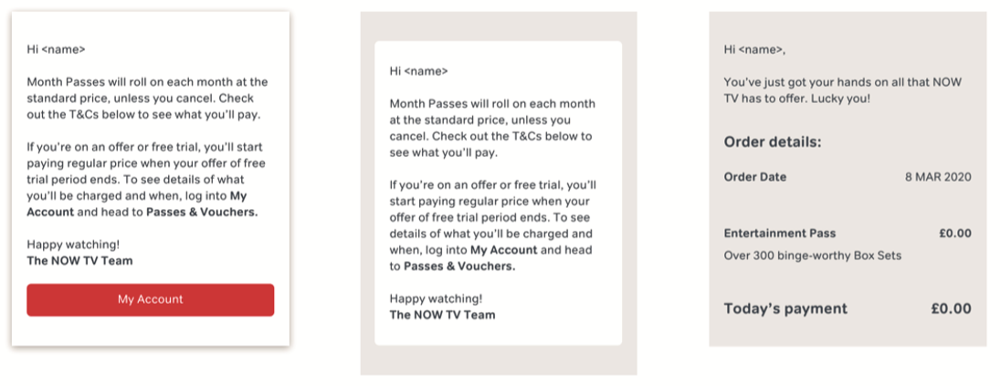 Hi <name>
Month Passes will roll on each month at the
standard price, unless you cancel. Check
out the T&Cs below to see what you'll pay.
If you're on an offer or free trial, you'll start
paying regular price when your offer of free
trial period ends. To see details of what
you'll be charged and when, log into My
Account and head to Passes & Vouchers.
Happy watching!
The NOW TV Team
My Account
Hi <name>
Month Passes will roll on each month
at the standard price, unless you
cancel. Check out the T&Cs below to
see what you'll pay.
If you're on an offer or free trial, you'll
start paying regular price when your
offer of free trial period ends. To see
details of what you'll be charged and
when, log into My Account and head
to Passes & Vouchers.
Happy watching!
The NOW TV Team
Hi <name>,
You've just got your hands on all that NOW
TV has to offer. Lucky you!
Order details:
Order Date 8 MAR 2020
Entertainment Pass £0.00
Over 300 binge-worthy Box Sets
Today's payment £0.00